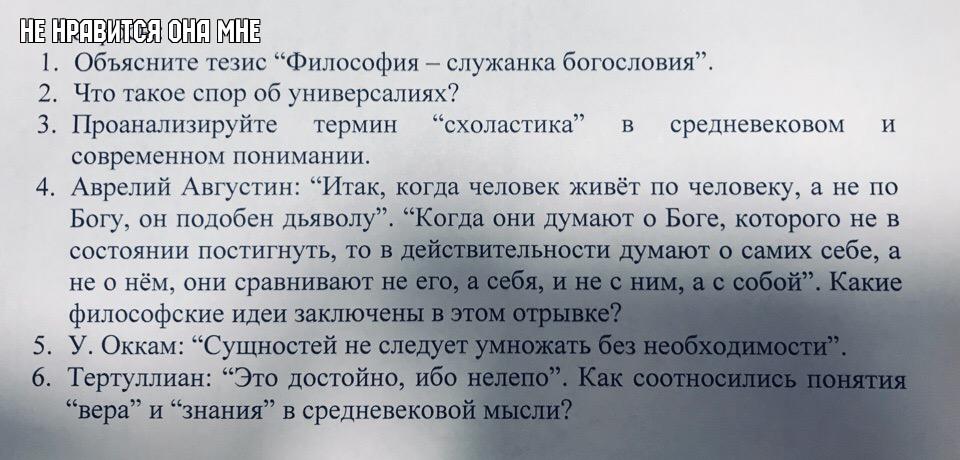 НЕ НРАВИТСЯ ОНА МНЕ
1. Объясните тезис “Философия – служанка богословия”.
2. Что такое спор об универсалиях?
3. Проанализируйте термин “схоластика” в средневековом и
современном понимании.
4. Аврелий Августин: “Итак, когда человек живёт по человеку, а не по
Богу, он подобен дьяволу”. “Когда они думают о Боге, которого не в
состоянии постигнуть, то в действительности думают о самих себе, а
не о нём, они сравнивают не его, а себя, и не с ним, а с собой”. Какие
философские идеи заключены в этом отрывке?
5. У. Оккам: “Сущностей не следует умножать без необходимости”.
6. Тертуллиан: “Это достойно, ибо нелепо”. Как соотносились понятия
“вера” и “знания” в средневековой мысли?